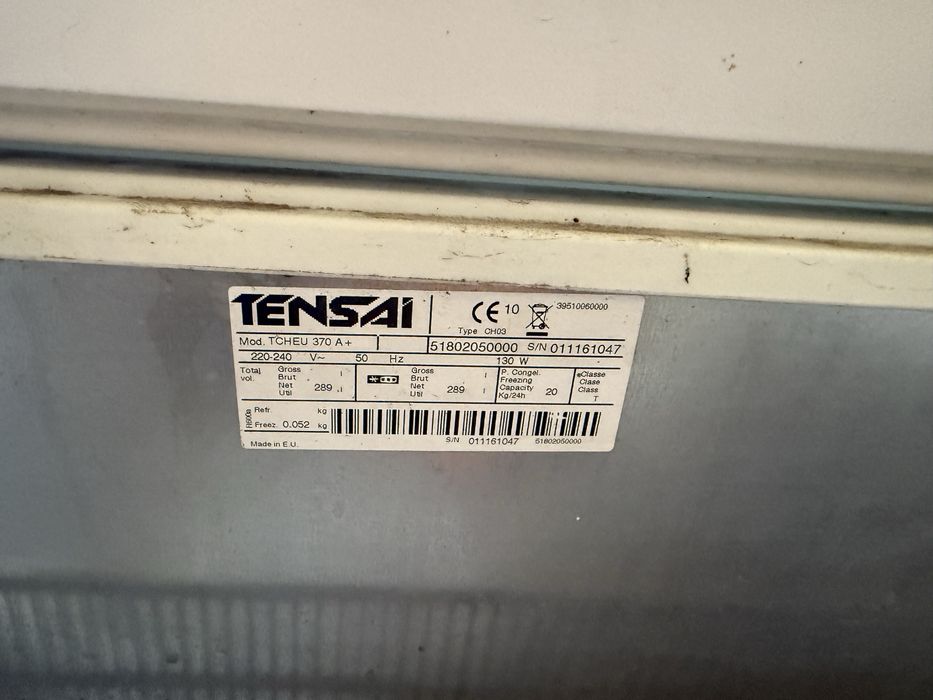 TENSAI
CE 10
39510060000
Type CH03
Mod. TCHEU 370 A+
51802050000 S/N 011161047
220-240 V~ 50 Hz 130 W
Total vol.
Gross
Brut
Net
Util
289 l
Gross
Brut
Net
Util
289 l
P. Congel.
Freezing
Capacity
Kg/24h
20
Classe
Clase
Class
T
R600a
Refr. kg
Freez. 0.052 kg
S/N 011161047 51802050000
Made in E.U.